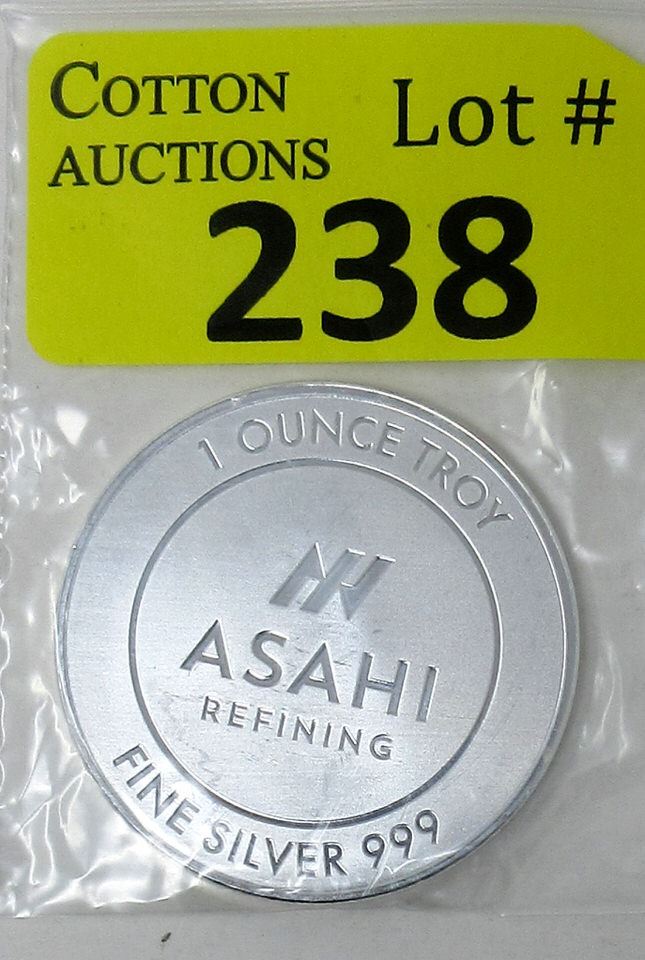 COTTON
AUCTIONS
Lot #
238
1 OUNCE TROY
ASAHI
REFINING
FINE SILVER 999